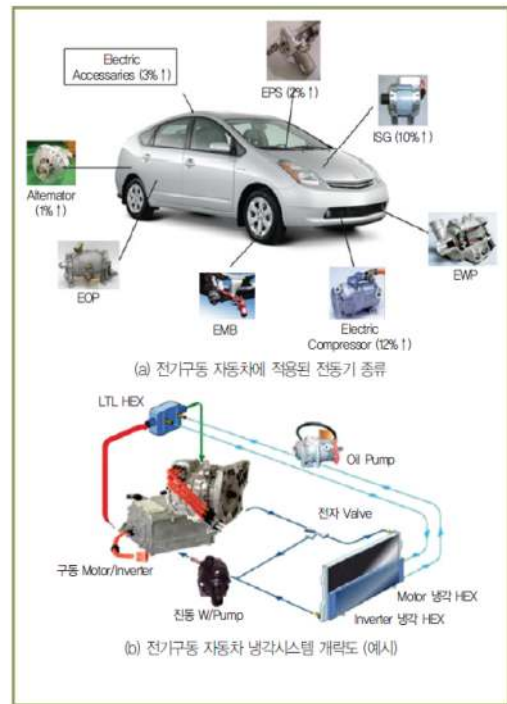 Electric
Accessaries (3%↑)
EPS (2%↑)
ISG (10%↑)
Alternator
(1%↑)
EOP
EMB
Electric
Compressor (12%↑)
EWP
(a) 전기구동 자동차에 적용된 전동기 종류
LTL HEX
Oil Pump
전자 Valve
구동 Motor/Inverter
전동 W/Pump
Motor 냉각 HEX
Inverter 냉각 HEX
(b) 전기구동 자동차 냉각시스템 개략도 (예시)